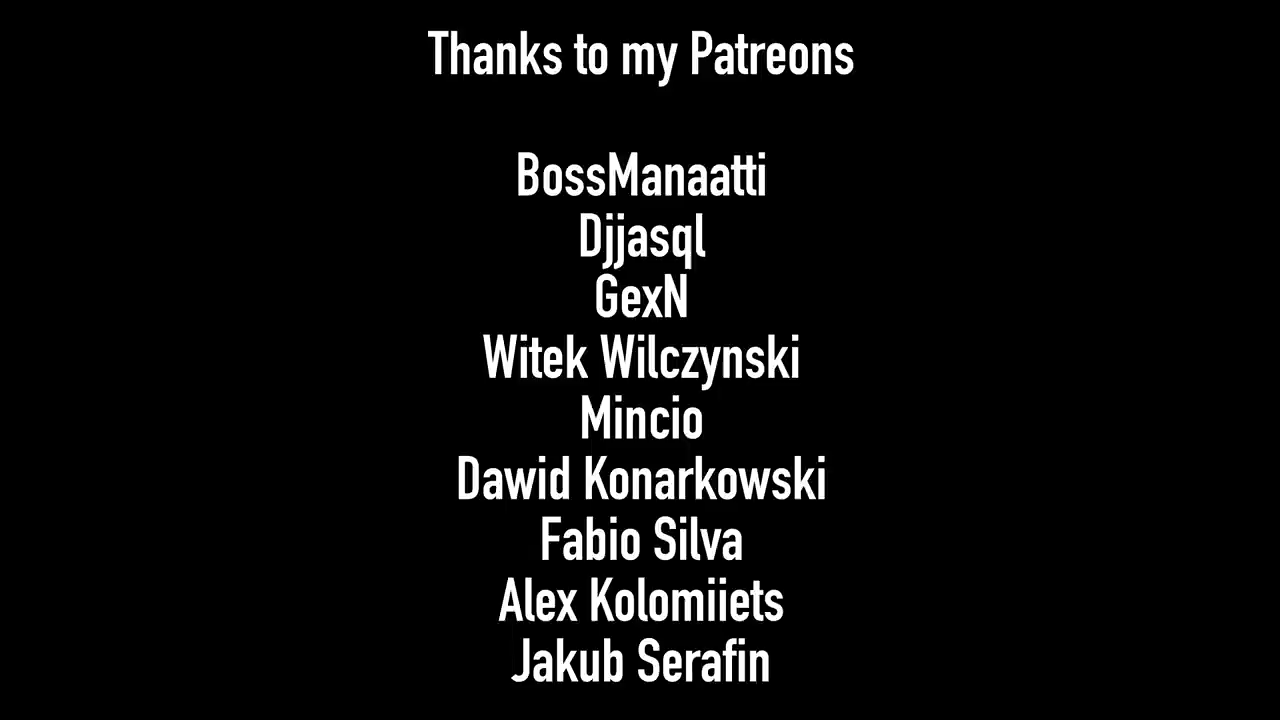 Thanks to my Patreons
BossManaatti
Djjasql
GexN
Witek Wilczynski
Mincio
Dawid Konarkowski
Fabio Silva
Alex Kolomiiets
Jakub Serafin